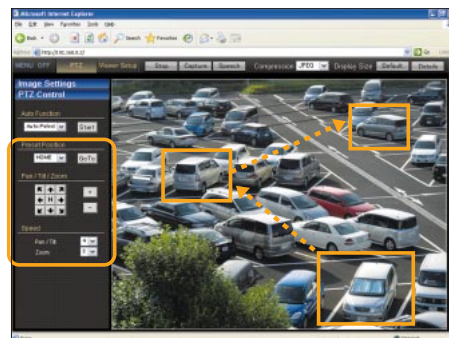 Microsoft Internet Explorer
File Edit View Favorites Tools Help
Back Search Favorites
Address
MENU OFF PTZ Viewer Setup Stop Capture Speech Compression JPEG Display Size Default Details
Image Settings
PTZ Control
Auto Function
Auto Patrol Start
Preset Position
HOME GoTo
Pan / Tilt / Zoom
H + -
Speed
Pan / Tilt
Zoom